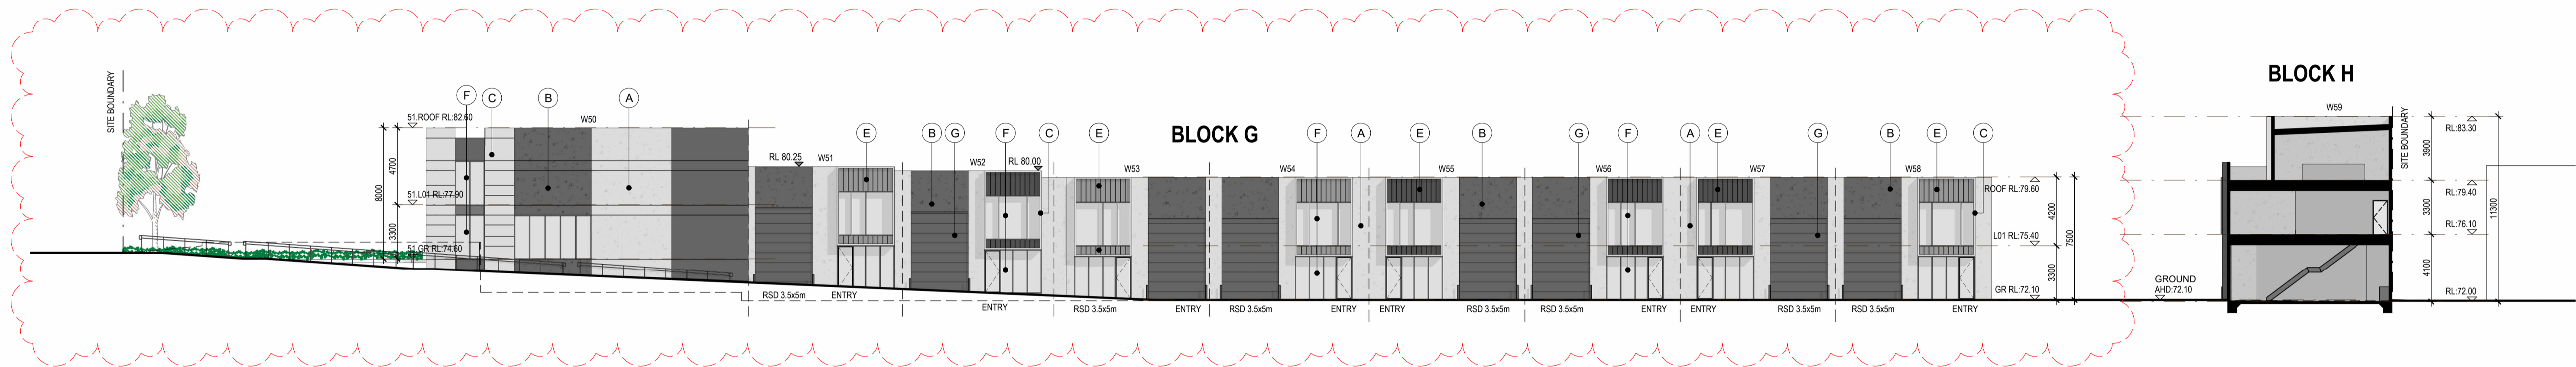 BLOCK H
W59
SITE BOUNDARY
F
C
B
A
51.ROOF RL:82.60
W50
BLOCK G
E
B
G
F
C
E
F
A
E
B
G
F
A
E
G
B
E
C
RL 80.25
W51
W52
RL 80.00
W53
W54
W55
W56
W57
W58
8000
4700
3300
51.L01 RL:77.90
51.GR RL:74.60
ROOF RL:79.60
L01 RL:75.40
GR RL:72.10
4200
3300
7500
RSD 3.5x5m
ENTRY
ENTRY
RSD 3.5x5m
ENTRY
RSD 3.5x5m
ENTRY
ENTRY
RSD 3.5x5m
RSD 3.5x5m
ENTRY
ENTRY
RSD 3.5x5m
RSD 3.5x5m
ENTRY
GROUND
AHD:72.10
SITE BOUNDARY
RL:83.30
RL:79.40
RL:76.10
RL:72.00
3900
3300
4100
11300